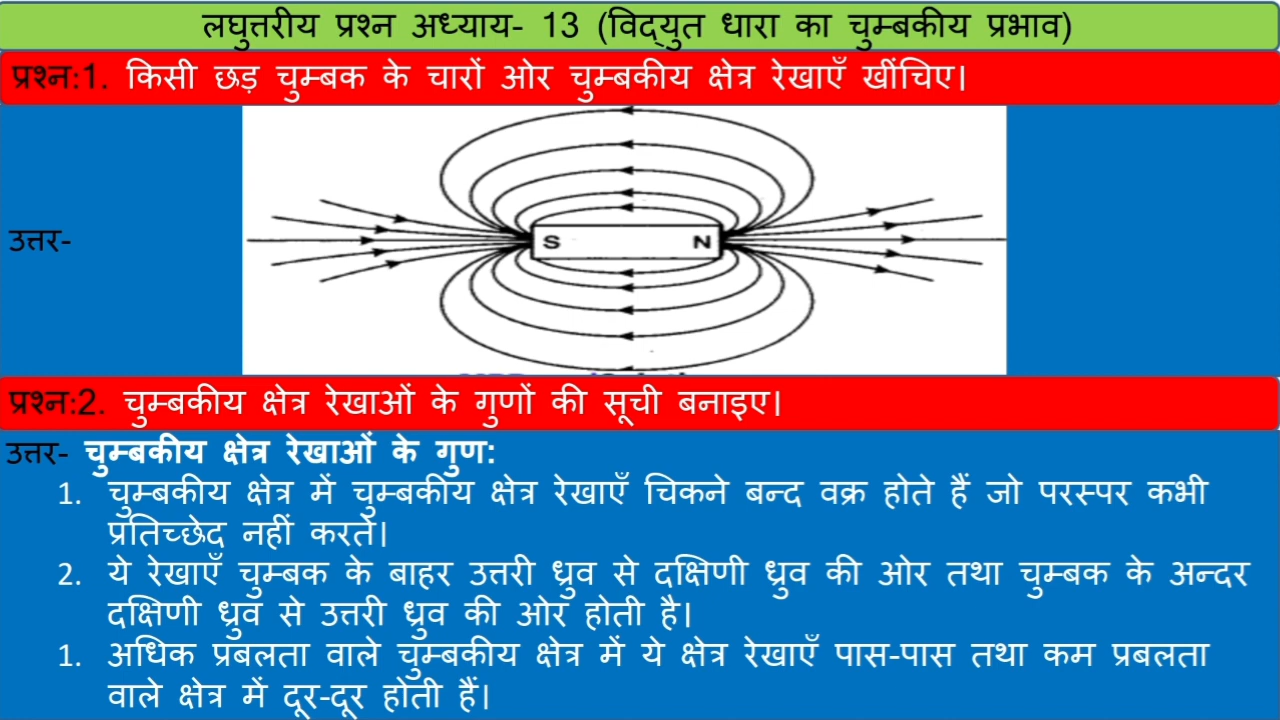 लघुत्तरीय प्रश्न अध्याय- 13 (विद्युत धारा का चुम्बकीय प्रभाव)
प्रश्न:1. किसी छड़ चुम्बक के चारों ओर चुम्बकीय क्षेत्र रेखाएँ खींचिए।
उत्तर-
S N
प्रश्न:2. चुम्बकीय क्षेत्र रेखाओं के गुणों की सूची बनाइए।
उत्तर- चुम्बकीय क्षेत्र रेखाओं के गुण:
1. चुम्बकीय क्षेत्र में चुम्बकीय क्षेत्र रेखाएँ चिकने बन्द वक्र होते हैं जो परस्पर कभी
प्रतिच्छेद नहीं करते।
2. ये रेखाएँ चुम्बक के बाहर उत्तरी ध्रुव से दक्षिणी ध्रुव की ओर तथा चुम्बक के अन्दर
दक्षिणी ध्रुव से उत्तरी ध्रुव की ओर होती है।
1. अधिक प्रबलता वाले चुम्बकीय क्षेत्र में ये क्षेत्र रेखाएँ पास-पास तथा कम प्रबलता
वाले क्षेत्र में दूर-दूर होती हैं।